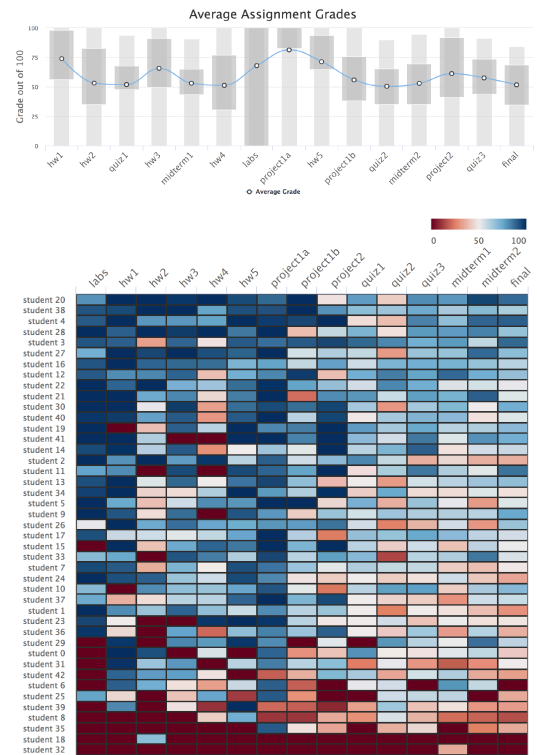 Average Assignment Grades
Grade out of 100
100
75
50
25
0
hw1
hw2
quiz1
hw3
midterm1
hw4
labs
project1a
hw5
project1b
quiz2
midterm2
project2
quiz3
final
Average Grade
0 50 100
labs
hw1
hw2
hw3
hw4
hw5
project1a
project1b
project2
quiz1
quiz2
quiz3
midterm1
midterm2
final
student 20
student 38
student 4
student 28
student 3
student 27
student 16
student 12
student 22
student 21
student 30
student 40
student 19
student 41
student 14
student 2
student 11
student 13
student 34
student 5
student 9
student 26
student 17
student 15
student 33
student 7
student 24
student 10
student 37
student 1
student 23
student 36
student 29
student 0
student 31
student 42
student 6
student 25
student 39
student 8
student 35
student 18
student 32